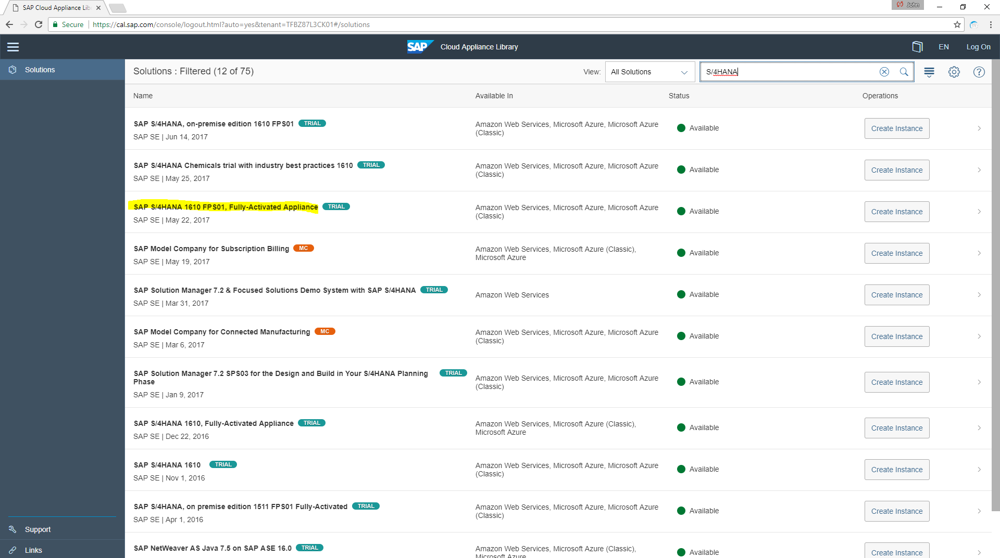 SAP Cloud Appliance Lib
John
Secure
https://cal.sap.com/console/logout.html?auto=yes&tenant=TFBZ87L3CK01#/solutions
SAP
Cloud Appliance Library
EN
Log On
Solutions
Solutions : Filtered (12 of 75)
View:
All Solutions
S/4HANA
Name
Available In
Status
Operations
SAP S/4HANA, on-premise edition 1610 FPS01 TRIAL
SAP SE | Jun 14, 2017
Amazon Web Services, Microsoft Azure, Microsoft Azure
(Classic)
Available
Create Instance
SAP S/4HANA Chemicals trial with industry best practices 1610 TRIAL
SAP SE | May 25, 2017
Amazon Web Services, Microsoft Azure, Microsoft Azure
(Classic)
Available
Create Instance
SAP S/4HANA 1610 FPS01, Fully-Activated Appliance TRIAL
SAP SE | May 22, 2017
Amazon Web Services, Microsoft Azure, Microsoft Azure
(Classic)
Available
Create Instance
SAP Model Company for Subscription Billing MC
SAP SE | May 19, 2017
Amazon Web Services, Microsoft Azure (Classic),
Microsoft Azure
Available
Create Instance
SAP Solution Manager 7.2 & Focused Solutions Demo System with SAP S/4HANA TRIAL
SAP SE | Mar 31, 2017
Amazon Web Services
Available
Create Instance
SAP Model Company for Connected Manufacturing MC
SAP SE | Mar 6, 2017
Amazon Web Services, Microsoft Azure, Microsoft Azure
(Classic)
Available
Create Instance
SAP Solution Manager 7.2 SPS03 for the Design and Build in Your S/4HANA Planning TRIAL
Phase
SAP SE | Jan 9, 2017
Amazon Web Services, Microsoft Azure, Microsoft Azure
(Classic)
Available
Create Instance
SAP S/4HANA 1610, Fully-Activated Appliance TRIAL
SAP SE | Dec 22, 2016
Amazon Web Services, Microsoft Azure (Classic),
Microsoft Azure
Available
Create Instance
SAP S/4HANA 1610 TRIAL
SAP SE | Nov 1, 2016
Amazon Web Services, Microsoft Azure, Microsoft Azure
(Classic)
Available
Create Instance
SAP S/4HANA, on premise edition 1511 FPS01 Fully-Activated TRIAL
SAP SE | Apr 1, 2016
Amazon Web Services, Microsoft Azure, Microsoft Azure
(Classic)
Available
Create Instance
SAP NetWeaver AS Java 7.5 on SAP ASE 16.0 TRIAL
Amazon Web Services, Microsoft Azure (Classic),
Microsoft Azure
Available
Create Instance
Support
Links